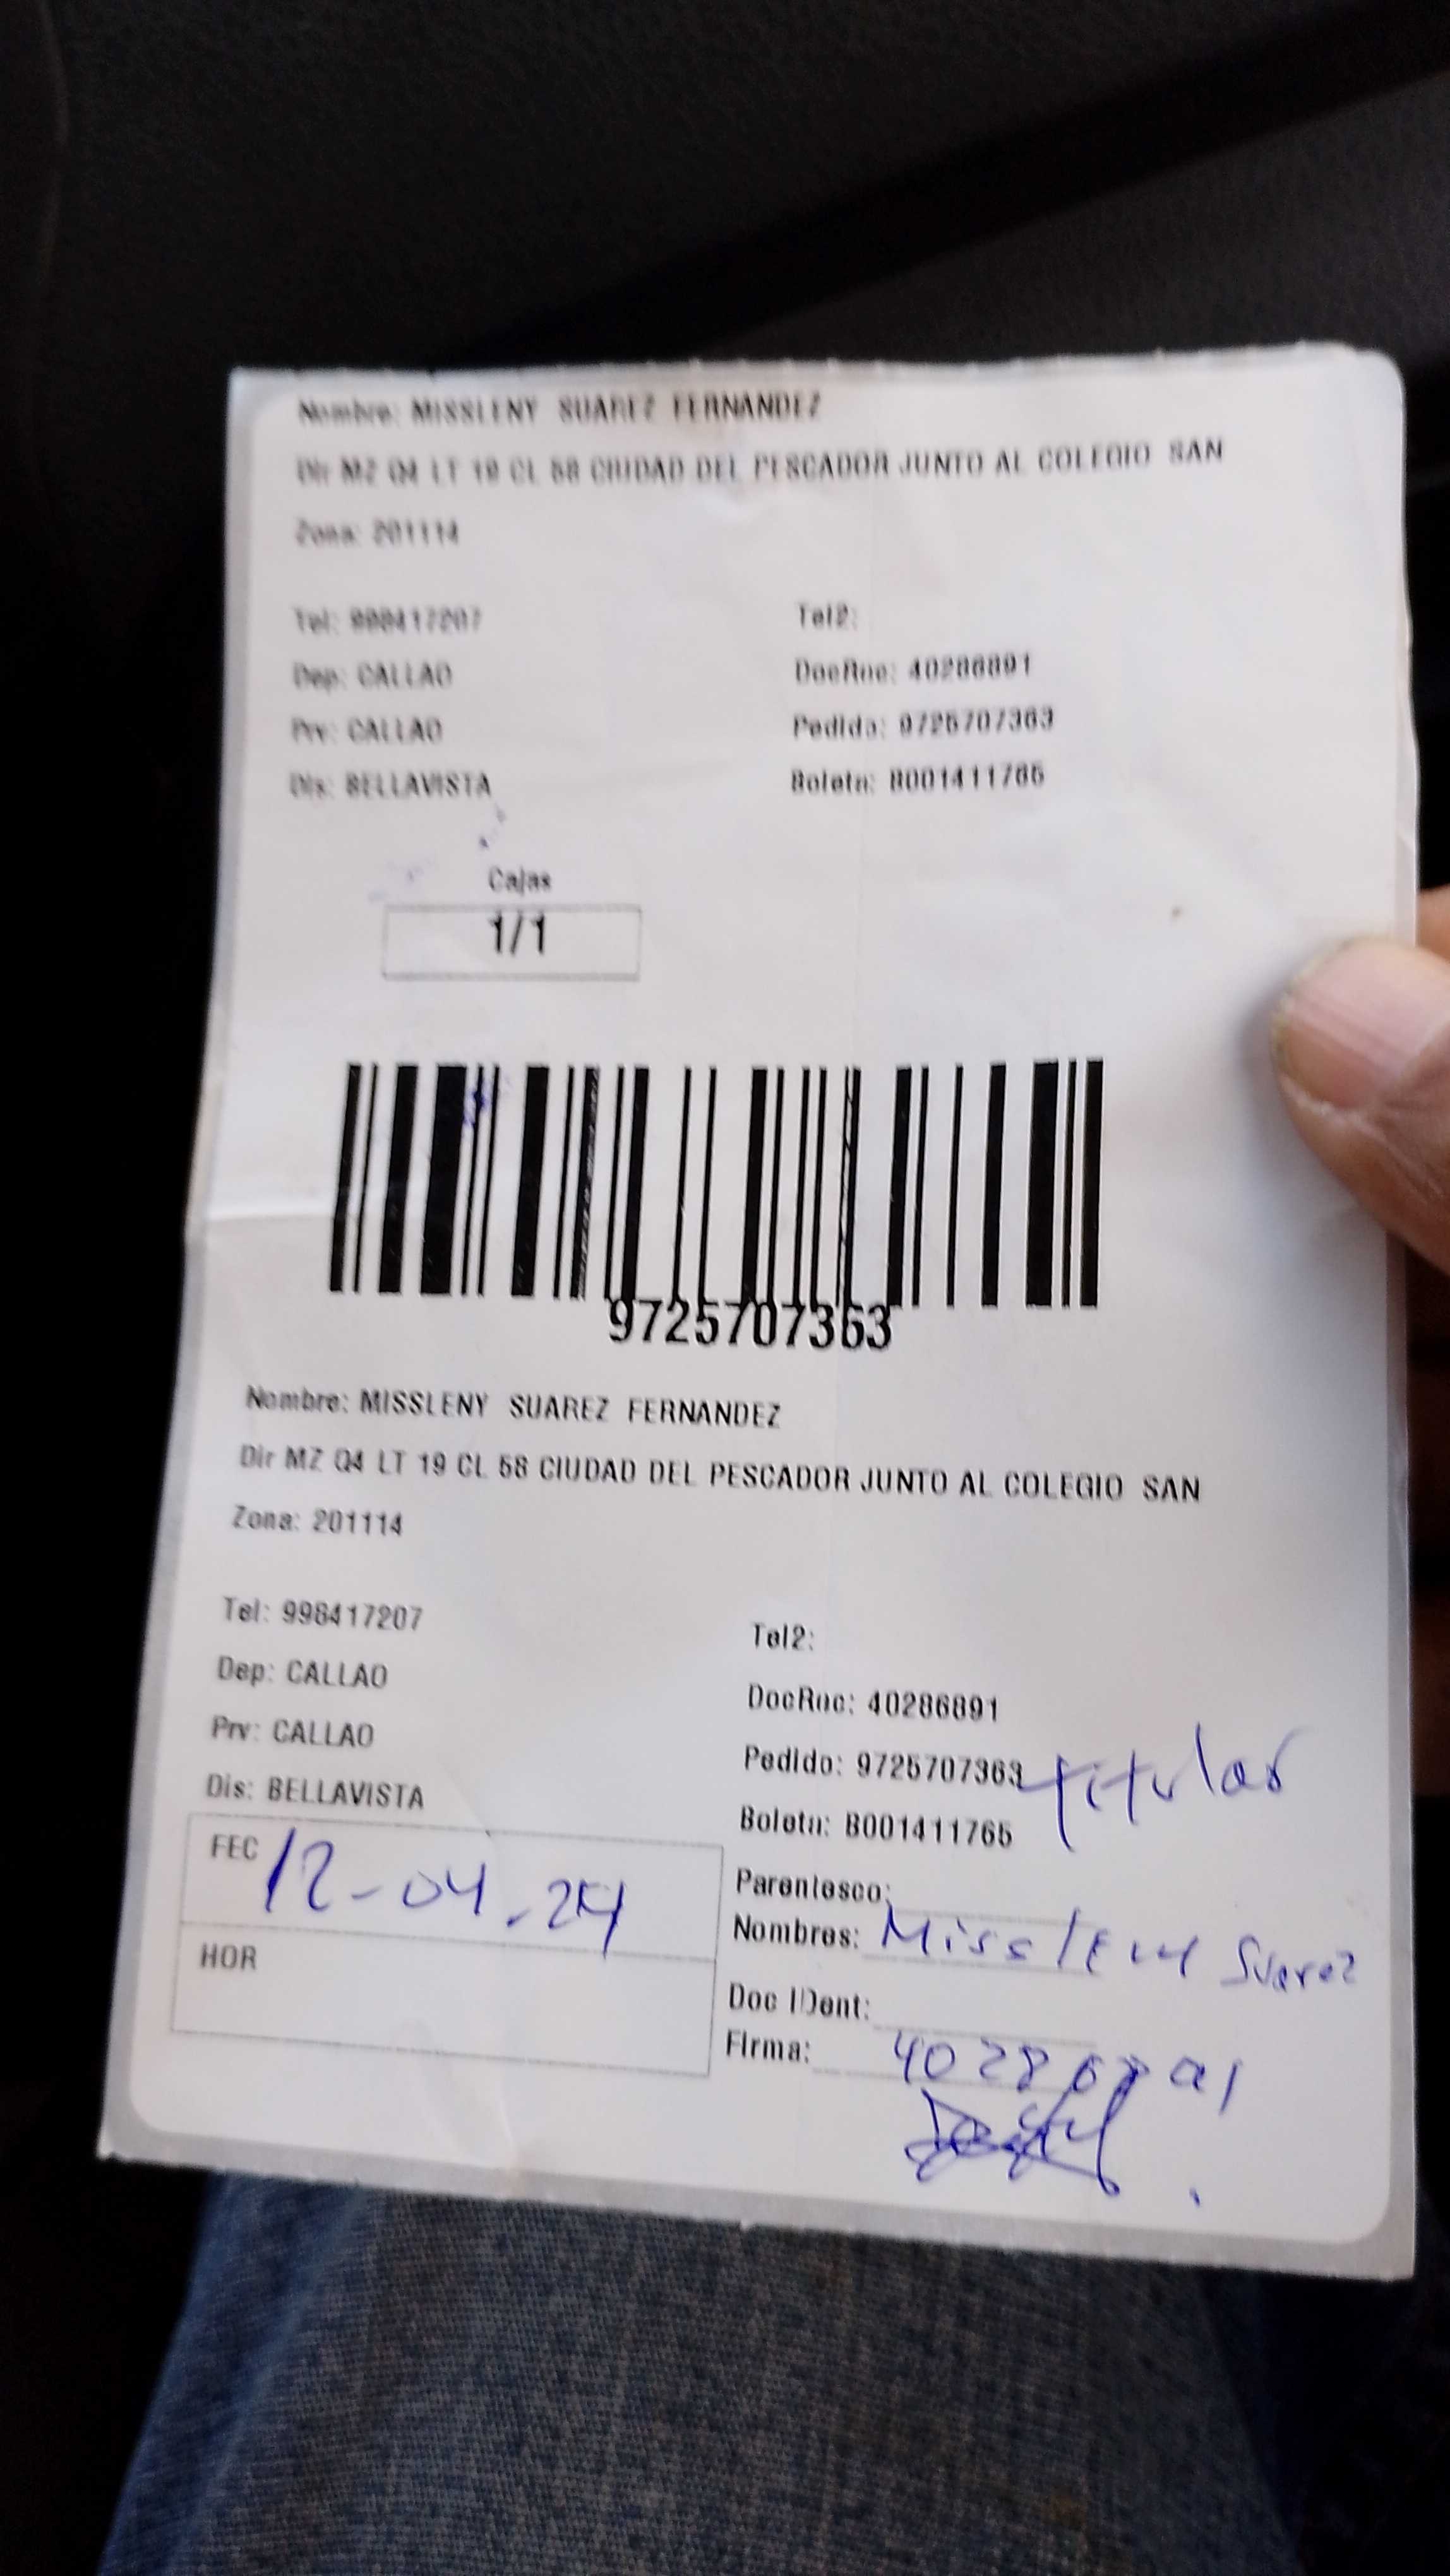 Nombre: MISSLENY SUAREZ FERNANDEZ
Dir MZ Q4 LT 19 CL 58 CIUDAD DEL PESCADOR JUNTO AL COLEGIO SAN
Zona: 201114
Tel: 998417207 Tel2:
Dep: CALLAO DocRuc: 40286891
Prv: CALLAO Pedido: 9725707363
Dis: BELLAVISTA Boleta: B001411765
Cajas
1/1
9725707363
Nombre: MISSLENY SUAREZ FERNANDEZ
Dir MZ Q4 LT 19 CL 58 CIUDAD DEL PESCADOR JUNTO AL COLEGIO SAN
Zona: 201114
Tel: 998417207 Tel2:
Dep: CALLAO DocRuc: 40286891
Prv: CALLAO Pedido: 9725707363 titular
Dis: BELLAVISTA Boleta: B001411765
FEC 12-04-24 Parentesco:
Nombres: Missleny Suarez
HOR Doc IDent:
Firma: 40286891